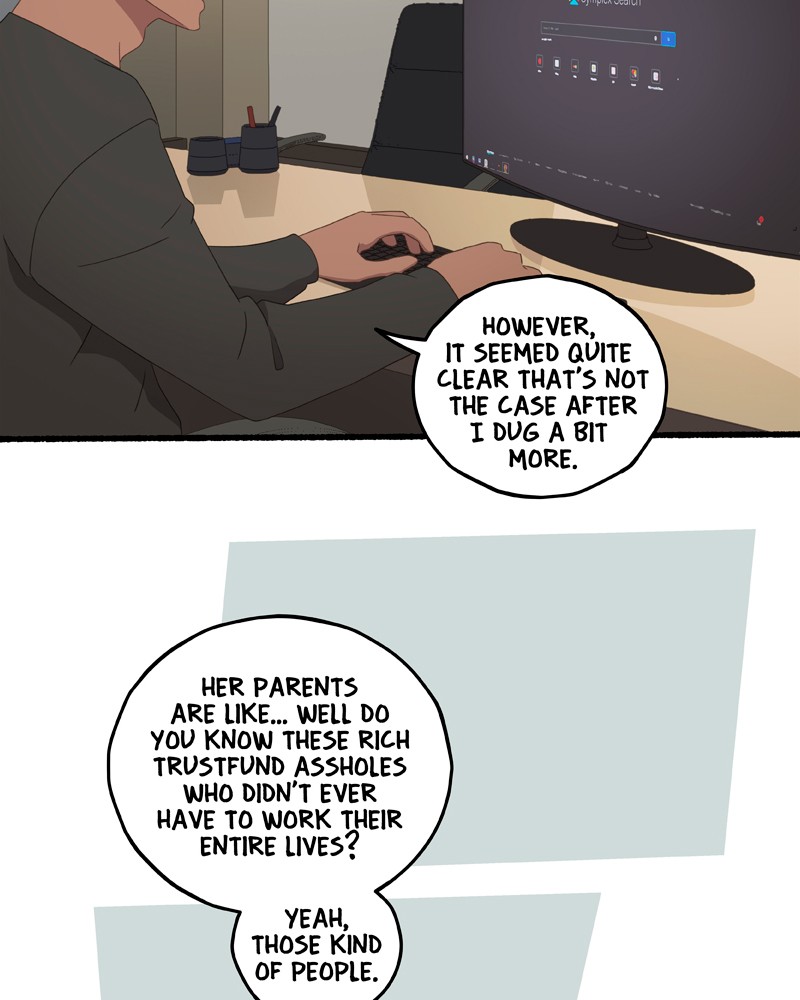 Symplex Search
HOWEVER,
IT SEEMED QUITE
CLEAR THAT'S NOT
THE CASE AFTER
I DUG A BIT
MORE.
HER PARENTS
ARE LIKE... WELL DO
YOU KNOW THESE RICH
TRUSTFUND ASSHOLES
WHO DIDN'T EVER
HAVE TO WORK THEIR
ENTIRE LIVES?
YEAH,
THOSE KIND
OF PEOPLE.